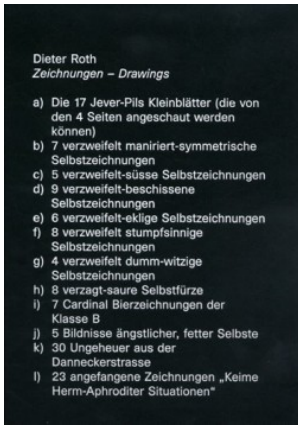 Dieter Roth
Zeichnungen – Drawings
a) Die 17 Jever-Pils Kleinblätter (die von
den 4 Seiten angeschaut werden
können)
b) 7 verzweifelt maniriert-symmetrische
Selbstzeichnungen
c) 5 verzweifelt-süsse Selbstzeichnungen
d) 9 verzweifelt-beschissene
Selbstzeichnungen
e) 6 verzweifelt-eklige Selbstzeichnungen
f) 8 verzweifelt stumpfsinnige
Selbstzeichnungen
g) 4 verzweifelt dumm-witzige
Selbstzeichnungen
h) 8 verzagt-saure Selbstfürze
i) 7 Cardinal Bierzeichnungen der
Klasse B
j) 5 Bildnisse ängstlicher, fetter Selbste
k) 30 Ungeheuer aus der
Danneckerstrasse
l) 23 angefangene Zeichnungen „Keime
Herm-Aphroditer Situationen"